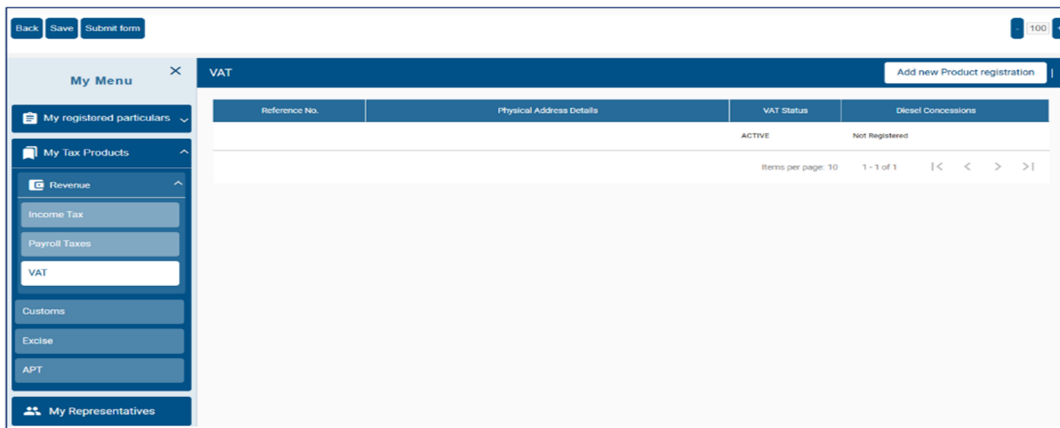 Back Save Submit form - 100
My Menu
VAT Add new Product registration
My registered particulars
My Tax Products
Revenue
Income Tax
Payroll Taxes
VAT
Customs
Excise
APT
My Representatives
Reference No. Physical Address Details VAT Status Diesel Concessions
ACTIVE Not Registered
Items per page: 10 1 - 1 of 1